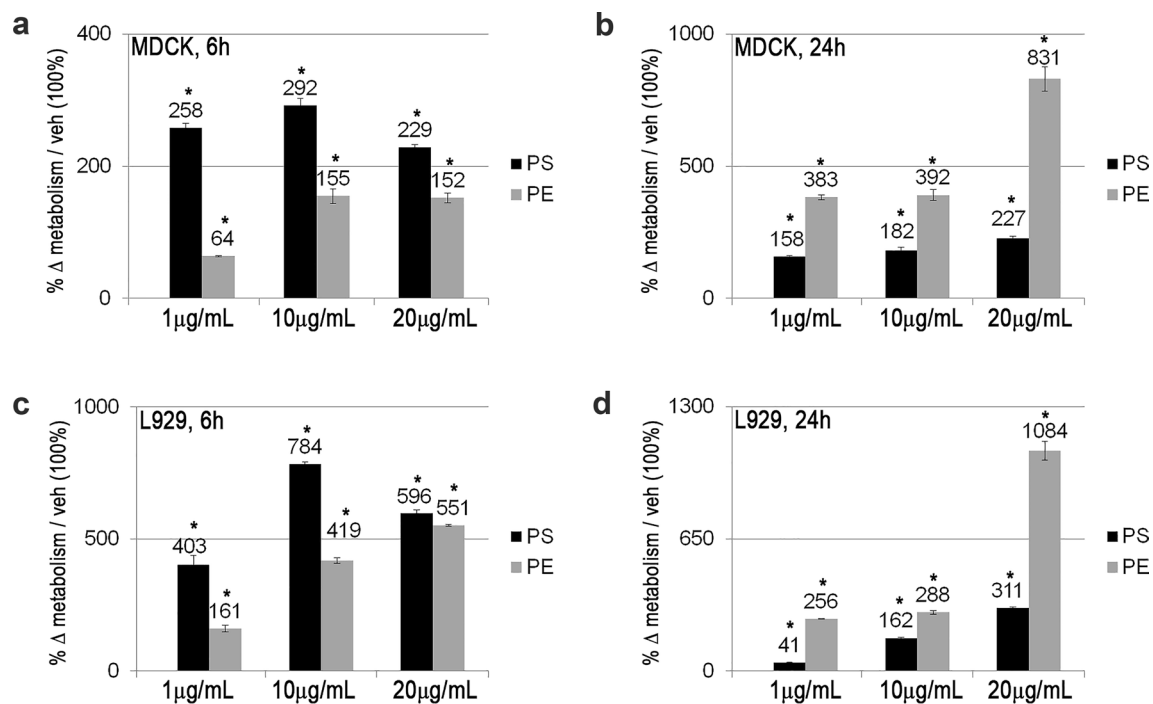 a
MDCK, 6h
% Δ metabolism / veh (100%)
400
200
0
* 258
* 64
* 292
* 155
* 229
* 152
1µg/mL 10µg/mL 20µg/mL
PS
PE
b
MDCK, 24h
% Δ metabolism / veh (100%)
1000
500
0
* 158
* 383
* 182
* 392
* 227
* 831
1µg/mL 10µg/mL 20µg/mL
PS
PE
c
L929, 6h
% Δ metabolism / veh (100%)
1000
500
0
* 403
* 161
* 784
* 419
* 596
* 551
1µg/mL 10µg/mL 20µg/mL
PS
PE
d
L929, 24h
% Δ metabolism / veh (100%)
1300
650
0
* 41
* 256
* 162
* 288
* 311
* 1084
1µg/mL 10µg/mL 20µg/mL
PS
PE